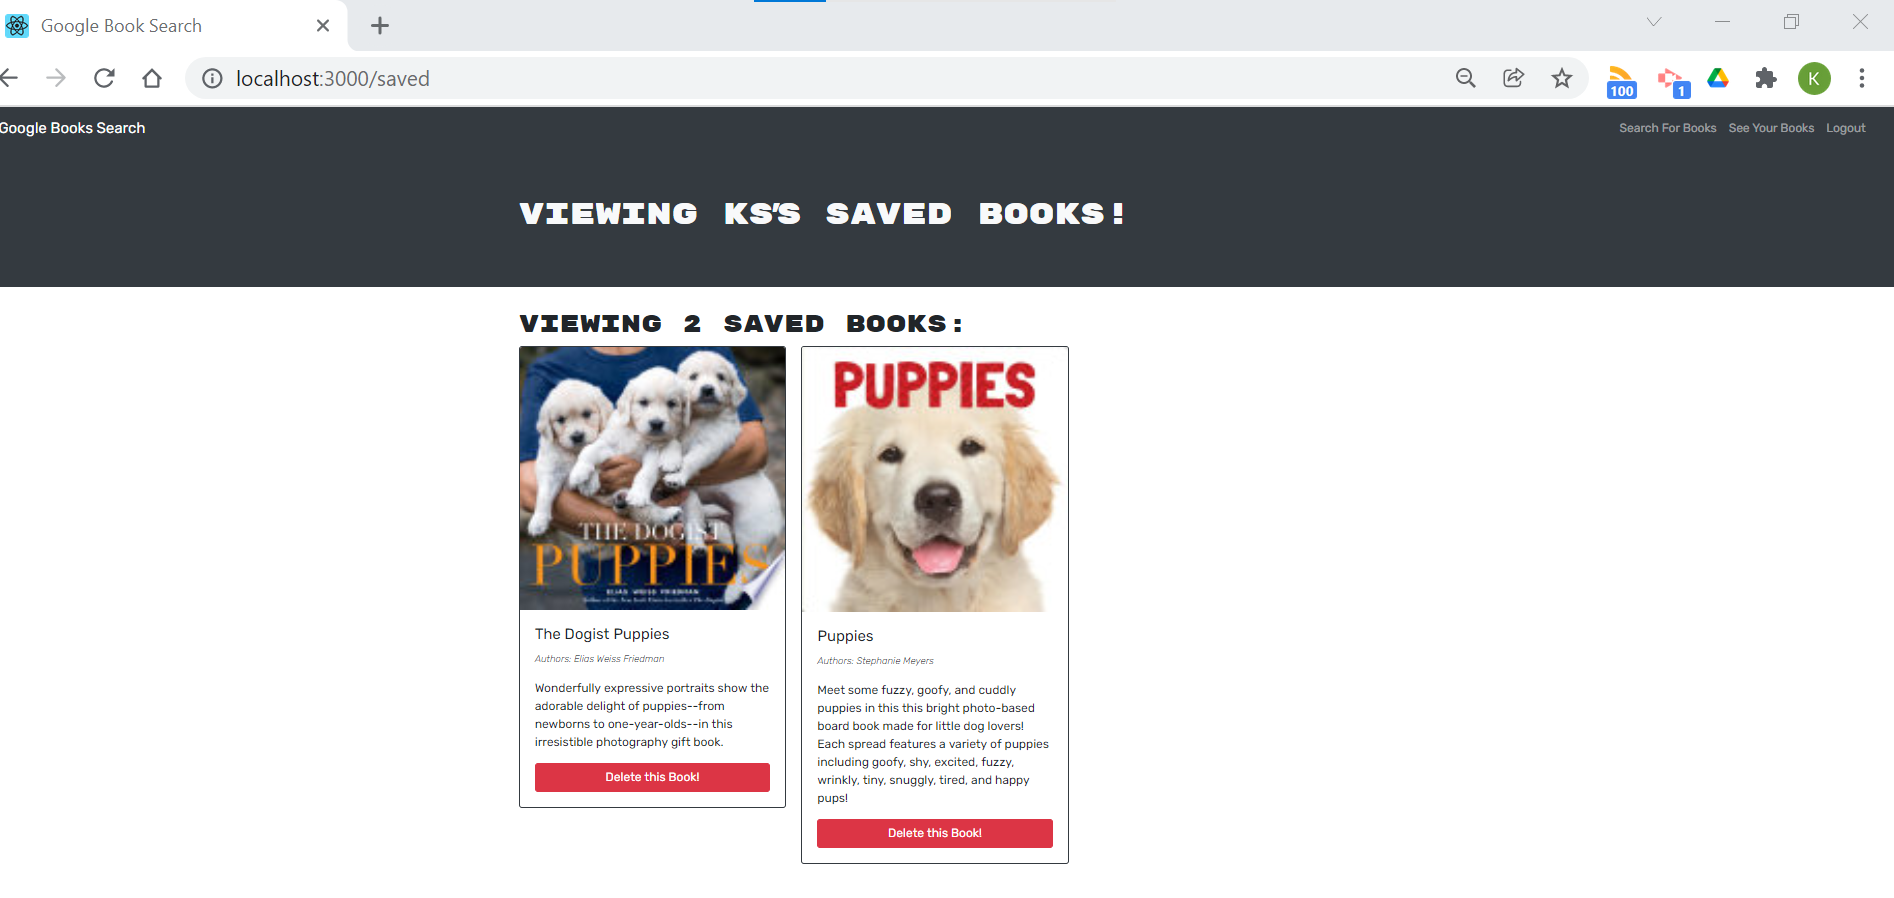 Google Book Search
localhost:3000/saved
100
1
K
Google Books Search
Search For Books See Your Books Logout
VIEWING KS'S SAVED BOOKS!
VIEWING 2 SAVED BOOKS:
THE DOGIST
PUPPIES
ELIAS WEISS FRIEDMAN
The Dogist Puppies
Authors: Elias Weiss Friedman
Wonderfully expressive portraits show the
adorable delight of puppies--from
newborns to one-year-olds--in this
irresistible photography gift book.
Delete this Book!
PUPPIES
Puppies
Authors: Stephanie Meyers
Meet some fuzzy, goofy, and cuddly
puppies in this this bright photo-based
board book made for little dog lovers!
Each spread features a variety of puppies
including goofy, shy, excited, fuzzy,
wrinkly, tiny, snuggly, tired, and happy
pups!
Delete this Book!